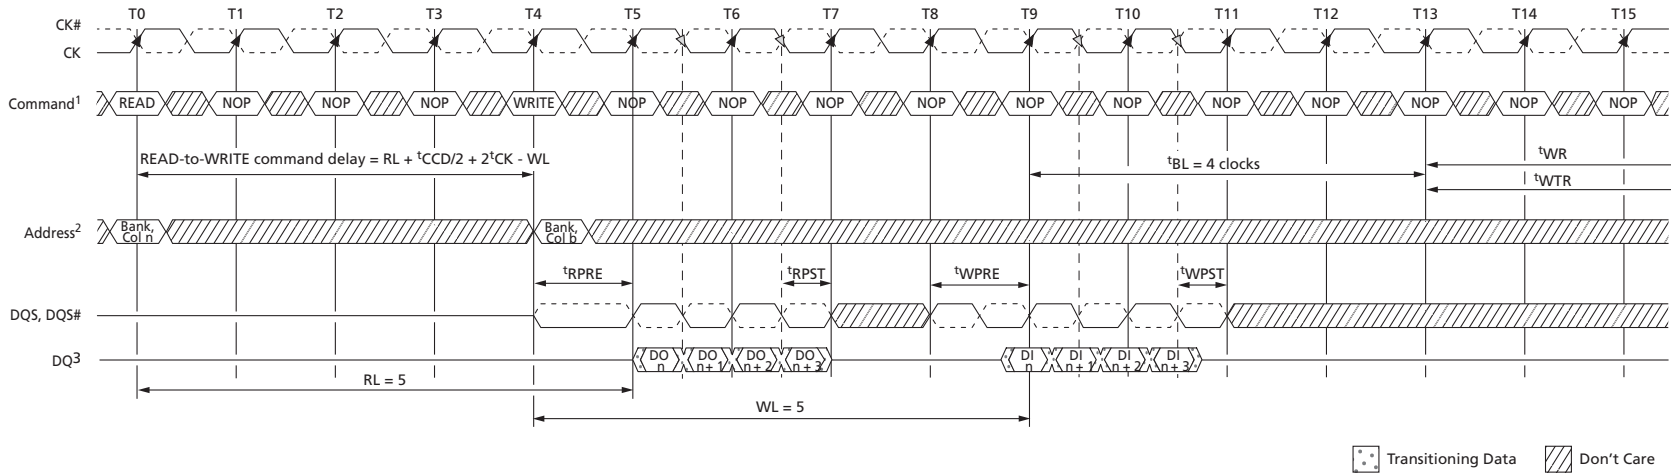 T0 T1 T2 T3 T4 T5 T6 T7 T8 T9 T10 T11 T12 T13 T14 T15
CK#
CK
Command1 READ NOP NOP NOP WRITE NOP NOP NOP NOP NOP NOP NOP NOP NOP NOP NOP
READ-to-WRITE command delay = RL + tCCD/2 + 2tCK - WL
tBL = 4 clocks
tWR
tWTR
Address2
Bank, Col n
Bank, Col b
tRPRE tRPST tWPRE tWPST
DQS, DQS#
DQ3
DO n
DO n + 1
DO n + 2
DO n + 3
DI n
DI n + 1
DI n + 2
DI n + 3
RL = 5
WL = 5
Transitioning Data
Don't Care